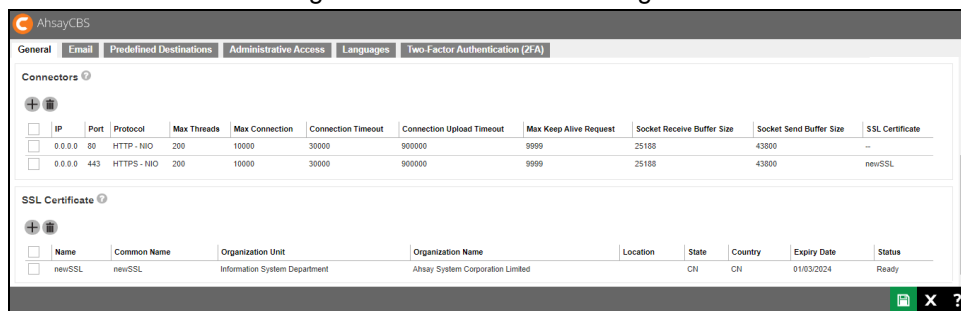 AhsayCBS
General Email Predefined Destinations Administrative Access Languages Two-Factor Authentication (2FA)
Connectors ?
IP Port Protocol Max Threads Max Connection Connection Timeout Connection Upload Timeout Max Keep Alive Request Socket Receive Buffer Size Socket Send Buffer Size SSL Certificate
0.0.0.0 80 HTTP - NIO 200 10000 30000 900000 9999 25188 43800 --
0.0.0.0 443 HTTPS - NIO 200 10000 30000 900000 9999 25188 43800 newSSL
SSL Certificate ?
Name Common Name Organization Unit Organization Name Location State Country Expiry Date Status
newSSL newSSL Information System Department Ahsay System Corporation Limited CN CN 01/03/2024 Ready
X ?